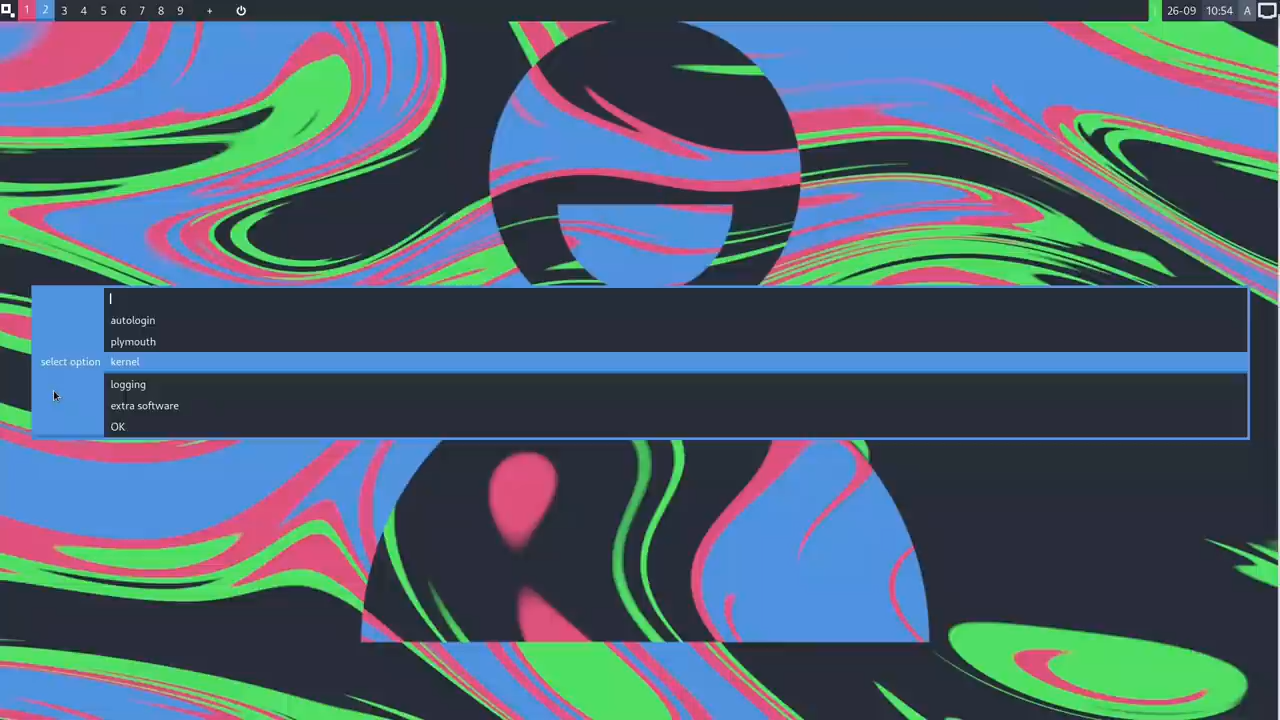 1 2 3 4 5 6 7 8 9 + 26-09 10:54 A
autologin
plymouth
select option kernel
logging
extra software
OK